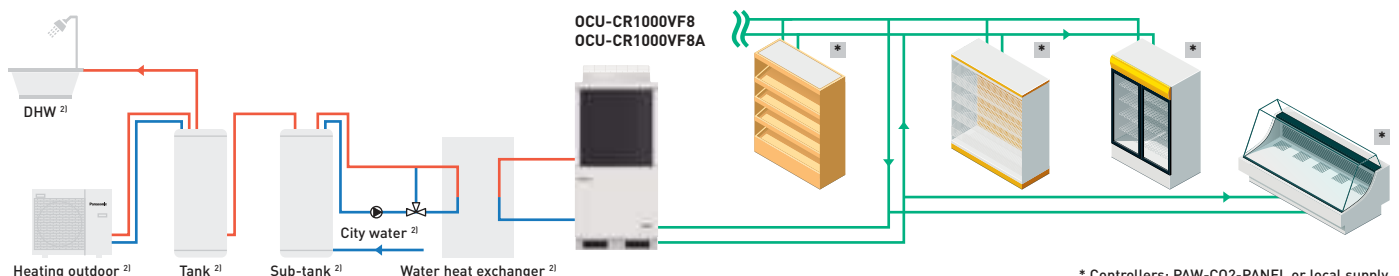 OCU-CR1000VF8
OCU-CR1000VF8A
*
*
*
*
DHW 2)
Panasonic
City water 2)
Heating outdoor 2)
Tank 2)
Sub-tank 2)
Water heat exchanger 2)
* Controllers: PAW-CO2-PANEL or local supply